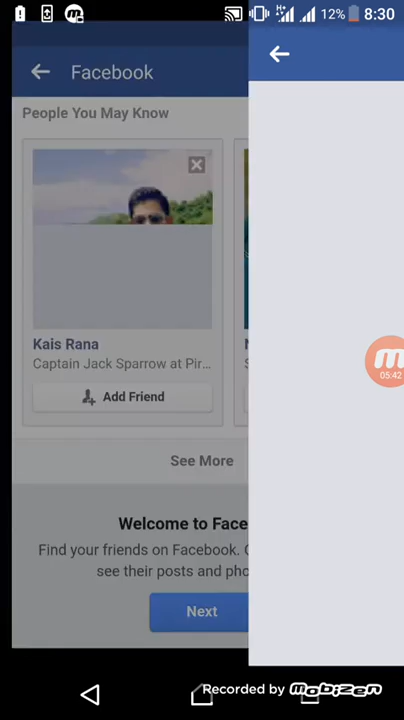 12% 8:30
Facebook
People You May Know
Kais Rana
Captain Jack Sparrow at Pir...
Add Friend
See More
05:42
Welcome to Face
Find your friends on Facebook.
see their posts and pho
Next
Recorded by mobizen